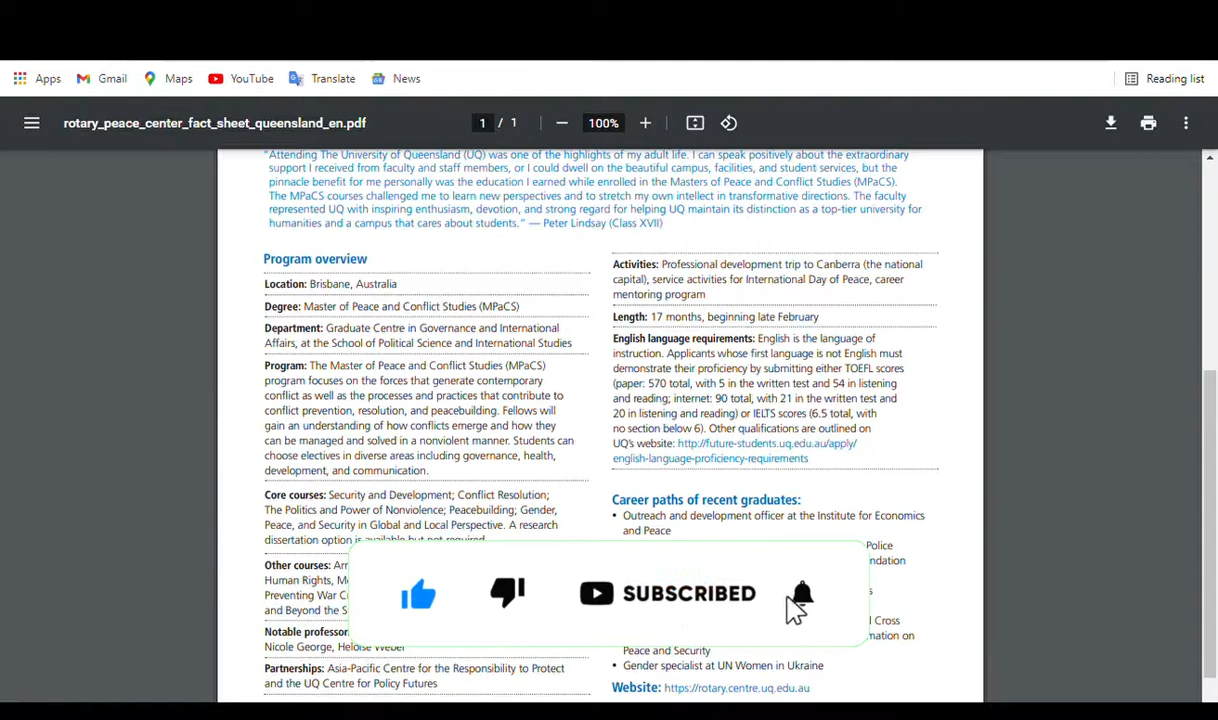 Apps Gmail Maps YouTube Translate News Reading list
rotary_peace_center_fact_sheet_queensland_en.pdf 1 / 1 100%
"Attending The University of Queensland (UQ) was one of the highlights of my adult life. I can speak positively about the extraordinary
support I received from faculty and staff members, or I could dwell on the beautiful campus, facilities, and student services, but the
pinnacle benefit for me personally was the education I earned while enrolled in the Masters of Peace and Conflict Studies (MPaCS).
The MPaCS courses challenged me to learn new perspectives and to stretch my own intellect in transformative directions. The faculty
represented UQ with inspiring enthusiasm, devotion, and strong regard for helping UQ maintain its distinction as a top-tier university for
humanities and a campus that cares about students." — Peter Lindsay (Class XVII)
Program overview
Location: Brisbane, Australia
Degree: Master of Peace and Conflict Studies (MPaCS)
Department: Graduate Centre in Governance and International
Affairs, at the School of Political Science and International Studies
Program: The Master of Peace and Conflict Studies (MPaCS)
program focuses on the forces that generate contemporary
conflict as well as the processes and practices that contribute to
conflict prevention, resolution, and peacebuilding. Fellows will
gain an understanding of how conflicts emerge and how they
can be managed and solved in a nonviolent manner. Students can
choose electives in diverse areas including governance, health,
development, and communication.
Core courses: Security and Development; Conflict Resolution;
The Politics and Power of Nonviolence; Peacebuilding; Gender,
Peace, and Security in Global and Local Perspective. A research
dissertation option is available but not required.
Other courses: Arm
Human Rights, M
Preventing War C
and Beyond the S
Notable professor
Nicole George, Heloise Weber
Partnerships: Asia-Pacific Centre for the Responsibility to Protect
and the UQ Centre for Policy Futures
Activities: Professional development trip to Canberra (the national
capital), service activities for International Day of Peace, career
mentoring program
Length: 17 months, beginning late February
English language requirements: English is the language of
instruction. Applicants whose first language is not English must
demonstrate their proficiency by submitting either TOEFL scores
(paper: 570 total, with 5 in the written test and 54 in listening
and reading; internet: 90 total, with 21 in the written test and
20 in listening and reading) or IELTS scores (6.5 total, with
no section below 6). Other qualifications are outlined on
UQ's website: http://future-students.uq.edu.au/apply/
english-language-proficiency-requirements
Career paths of recent graduates:
• Outreach and development officer at the Institute for Economics
and Peace
Police
ndation
s
l Cross
mation on
Peace and Security
• Gender specialist at UN Women in Ukraine
Website: https://rotary.centre.uq.edu.au
SUBSCRIBED